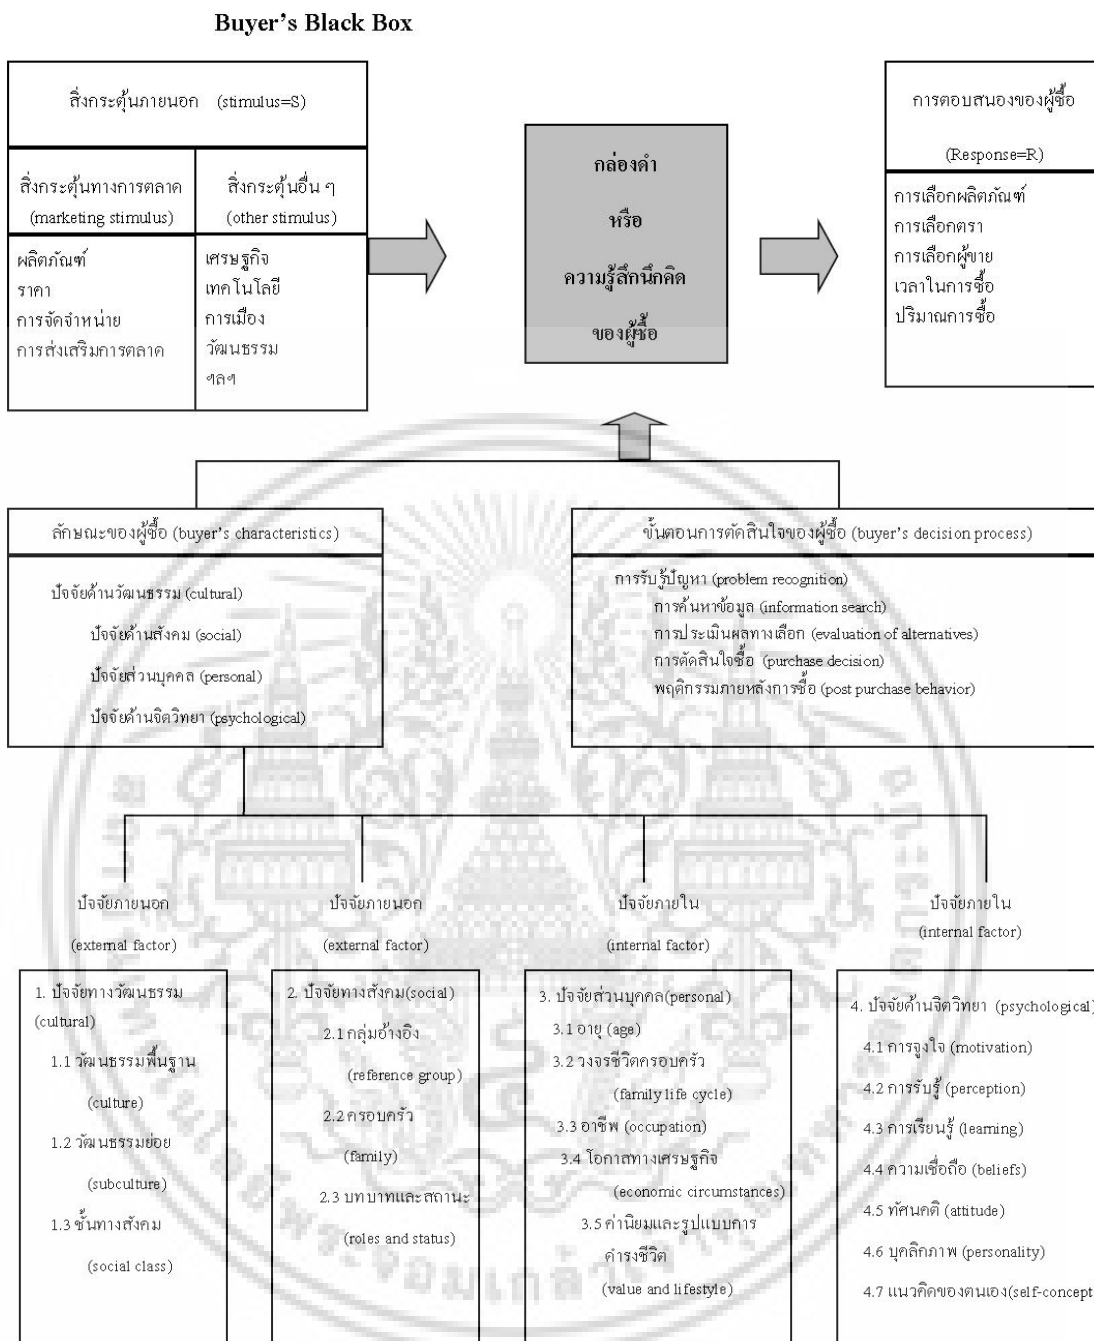 Buyer's Black Box
สิ่งกระตุ้นภายนอก (stimulus=S)
สิ่งกระตุ้นทางการตลาด
(marketing stimulus)
สิ่งกระตุ้นอื่น ๆ
(other stimulus)
ผลิตภัณฑ์
ราคา
การจัดจำหน่าย
การส่งเสริมการตลาด
เศรษฐกิจ
เทคโนโลยี
การเมือง
วัฒนธรรม
ฯลฯ
กล่องดำ
หรือ
ความรู้สึกนึกคิด
ของผู้ซื้อ
การตอบสนองของผู้ซื้อ
(Response=R)
การเลือกผลิตภัณฑ์
การเลือกตรา
การเลือกผู้ขาย
เวลาในการซื้อ
ปริมาณการซื้อ
ลักษณะของผู้ซื้อ (buyer's characteristics)
ปัจจัยด้านวัฒนธรรม (cultural)
ปัจจัยด้านสังคม (social)
ปัจจัยส่วนบุคคล (personal)
ปัจจัยด้านจิตวิทยา (psychological)
ขั้นตอนการตัดสินใจของผู้ซื้อ (buyer's decision process)
การรับรู้ปัญหา (problem recognition)
การค้นหาข้อมูล (information search)
การประเมินผลทางเลือก (evaluation of alternatives)
การตัดสินใจซื้อ (purchase decision)
พฤติกรรมภายหลังการซื้อ (post purchase behavior)
ปัจจัยภายนอก
(external factor)
ปัจจัยภายนอก
(external factor)
ปัจจัยภายใน
(internal factor)
ปัจจัยภายใน
(internal factor)
1. ปัจจัยทางวัฒนธรรม
(cultural)
1.1 วัฒนธรรมพื้นฐาน
(culture)
1.2 วัฒนธรรมย่อย
(subculture)
1.3 ชั้นทางสังคม
(social class)
2. ปัจจัยทางสังคม(social)
2.1 กลุ่มอ้างอิง
(reference group)
2.2 ครอบครัว
(family)
2.3 บทบาทและสถานะ
(roles and status)
3. ปัจจัยส่วนบุคคล(personal)
3.1 อายุ (age)
3.2 วงจรชีวิตครอบครัว
(family life cycle)
3.3 อาชีพ (occupation)
3.4 โอกาสทางเศรษฐกิจ
(economic circumstances)
3.5 ค่านิยมและรูปแบบการ
ดำรงชีวิต
(value and lifestyle)
4. ปัจจัยด้านจิตวิทยา (psychological)
4.1 การจูงใจ (motivation)
4.2 การรับรู้ (perception)
4.3 การเรียนรู้ (learning)
4.4 ความเชื่อถือ (beliefs)
4.5 ทัศนคติ (attitude)
4.6 บุคลิกภาพ (personality)
4.7 แนวคิดของตนเอง(self-concept